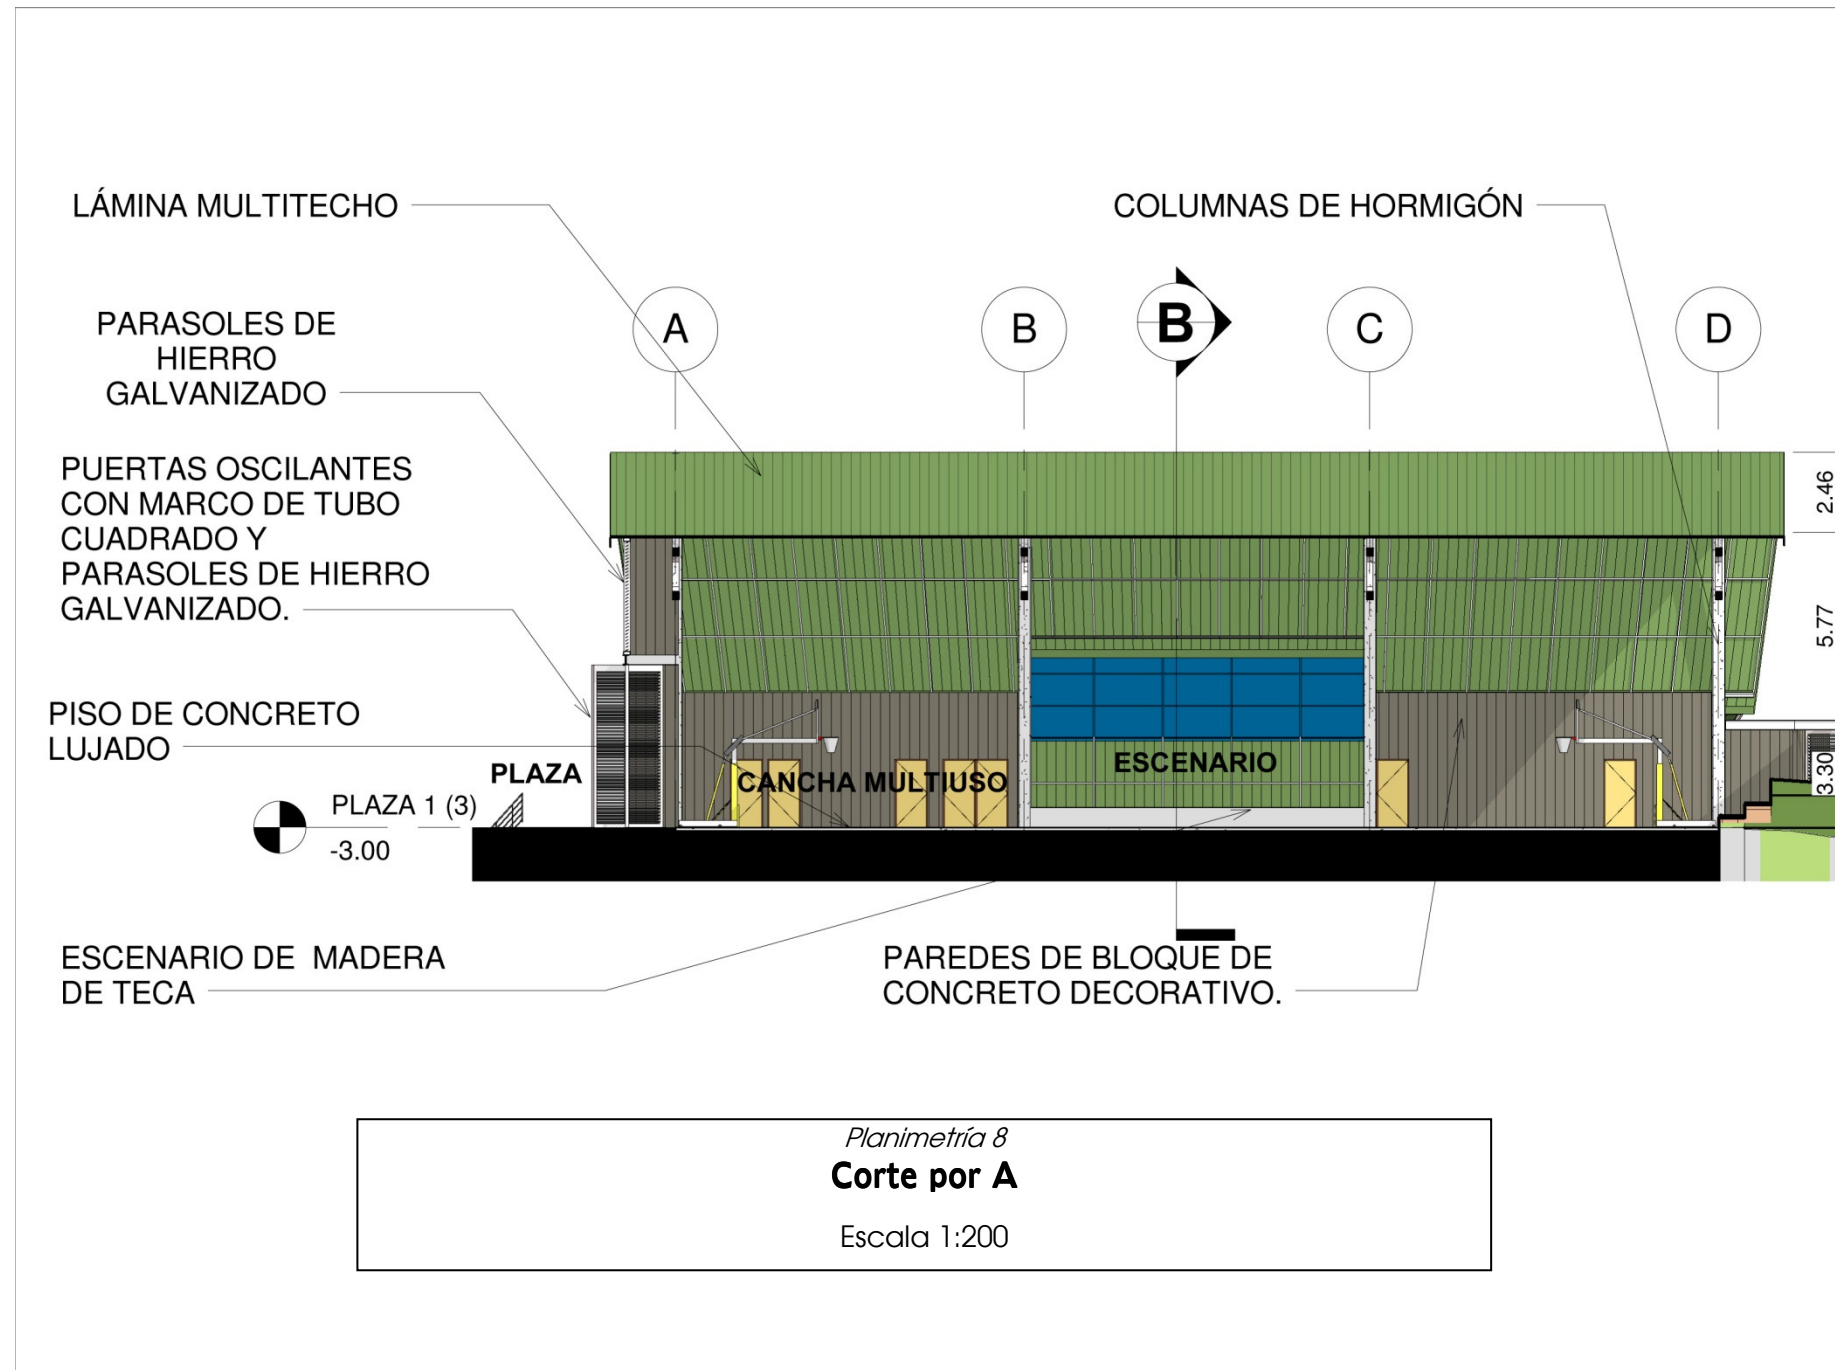 LÁMINA MULTITECHO
COLUMNAS DE HORMIGÓN
PARASOLES DE
HIERRO
GALVANIZADO
A
B
B
C
D
PUERTAS OSCILANTES
CON MARCO DE TUBO
CUADRADO Y
PARASOLES DE HIERRO
GALVANIZADO.
2.46
5.77
3.30
PISO DE CONCRETO
LUJADO
PLAZA
CANCHA MULTIUSO
ESCENARIO
PLAZA 1 (3)
-3.00
ESCENARIO DE MADERA
DE TECA
PAREDES DE BLOQUE DE
CONCRETO DECORATIVO.
Planimetría 8
Corte por A
Escala 1:200